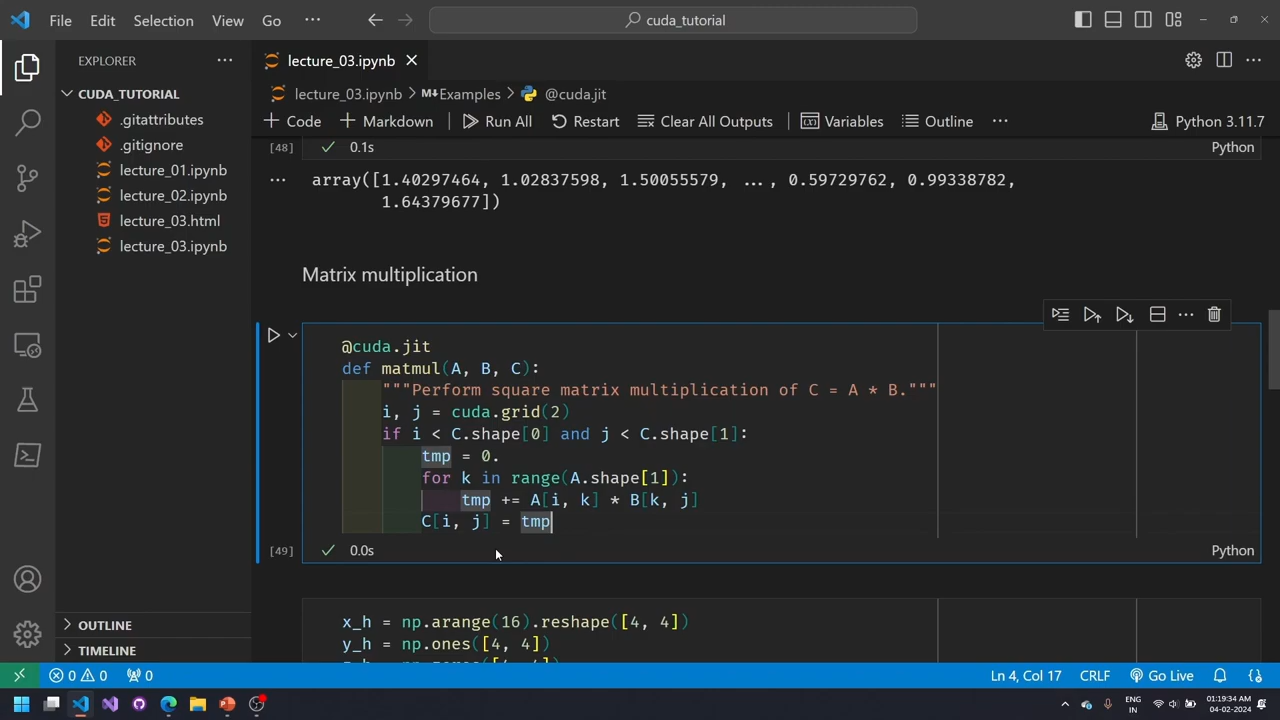 File Edit Selection View Go ··· cuda_tutorial
EXPLORER ···
lecture_03.ipynb
CUDA_TUTORIAL
.gitattributes
.gitignore
lecture_01.ipynb
lecture_02.ipynb
lecture_03.html
lecture_03.ipynb
OUTLINE
TIMELINE
lecture_03.ipynb > M↓Examples > @cuda.jit
+ Code + Markdown Run All Restart Clear All Outputs Variables Outline ··· Python 3.11.7
[48] 0.1s Python
··· array([1.40297464, 1.02837598, 1.50055579, ..., 0.59729762, 0.99338782,
1.64379677])
Matrix multiplication
@cuda.jit
def matmul(A, B, C):
"""Perform square matrix multiplication of C = A * B."""
i, j = cuda.grid(2)
if i < C.shape[0] and j < C.shape[1]:
tmp = 0.
for k in range(A.shape[1]):
tmp += A[i, k] * B[k, j]
C[i, j] = tmp
[49] 0.0s Python
x_h = np.arange(16).reshape([4, 4])
y_h = np.ones([4, 4])
0 0 0 Ln 4, Col 17 CRLF Go Live
ENG
IN
01:19:34 AM
04-02-2024